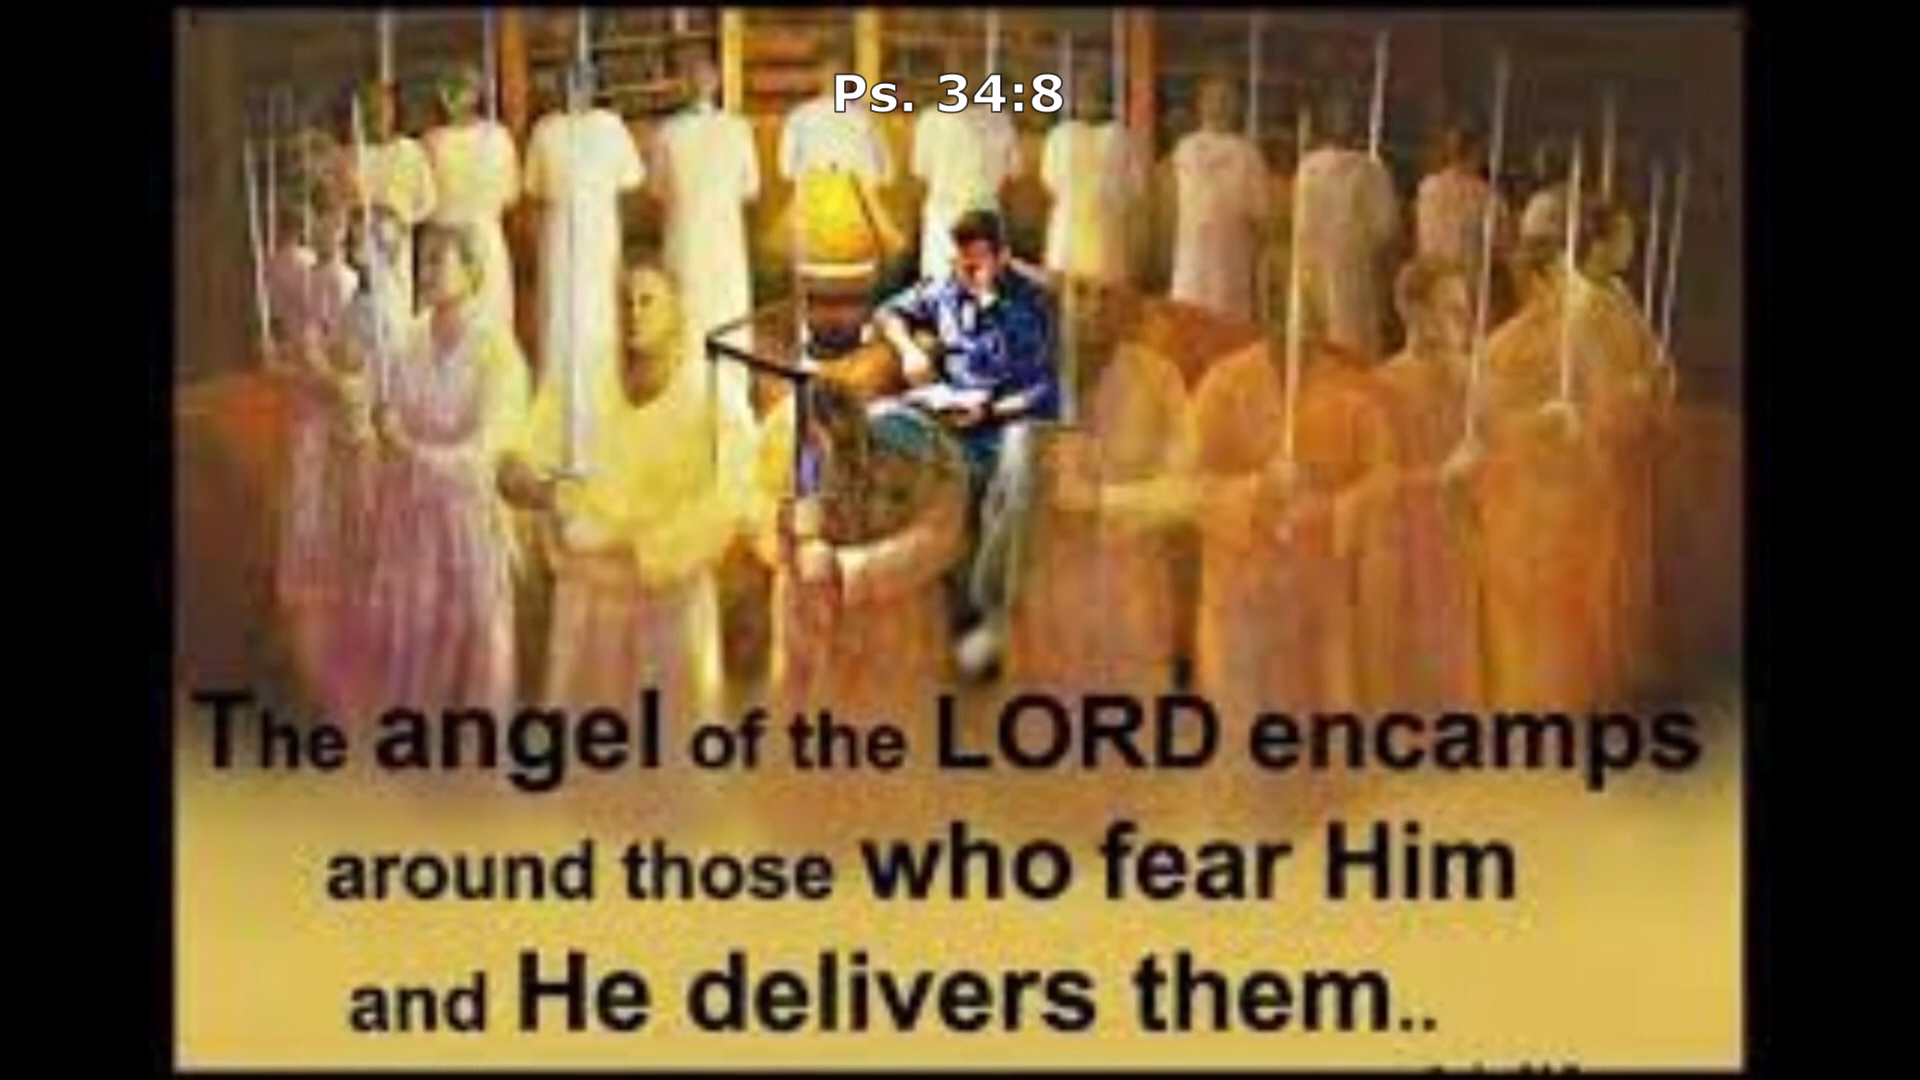 Ps. 34:8
The angel of the LORD encamps
around those who fear Him
and He delivers them..